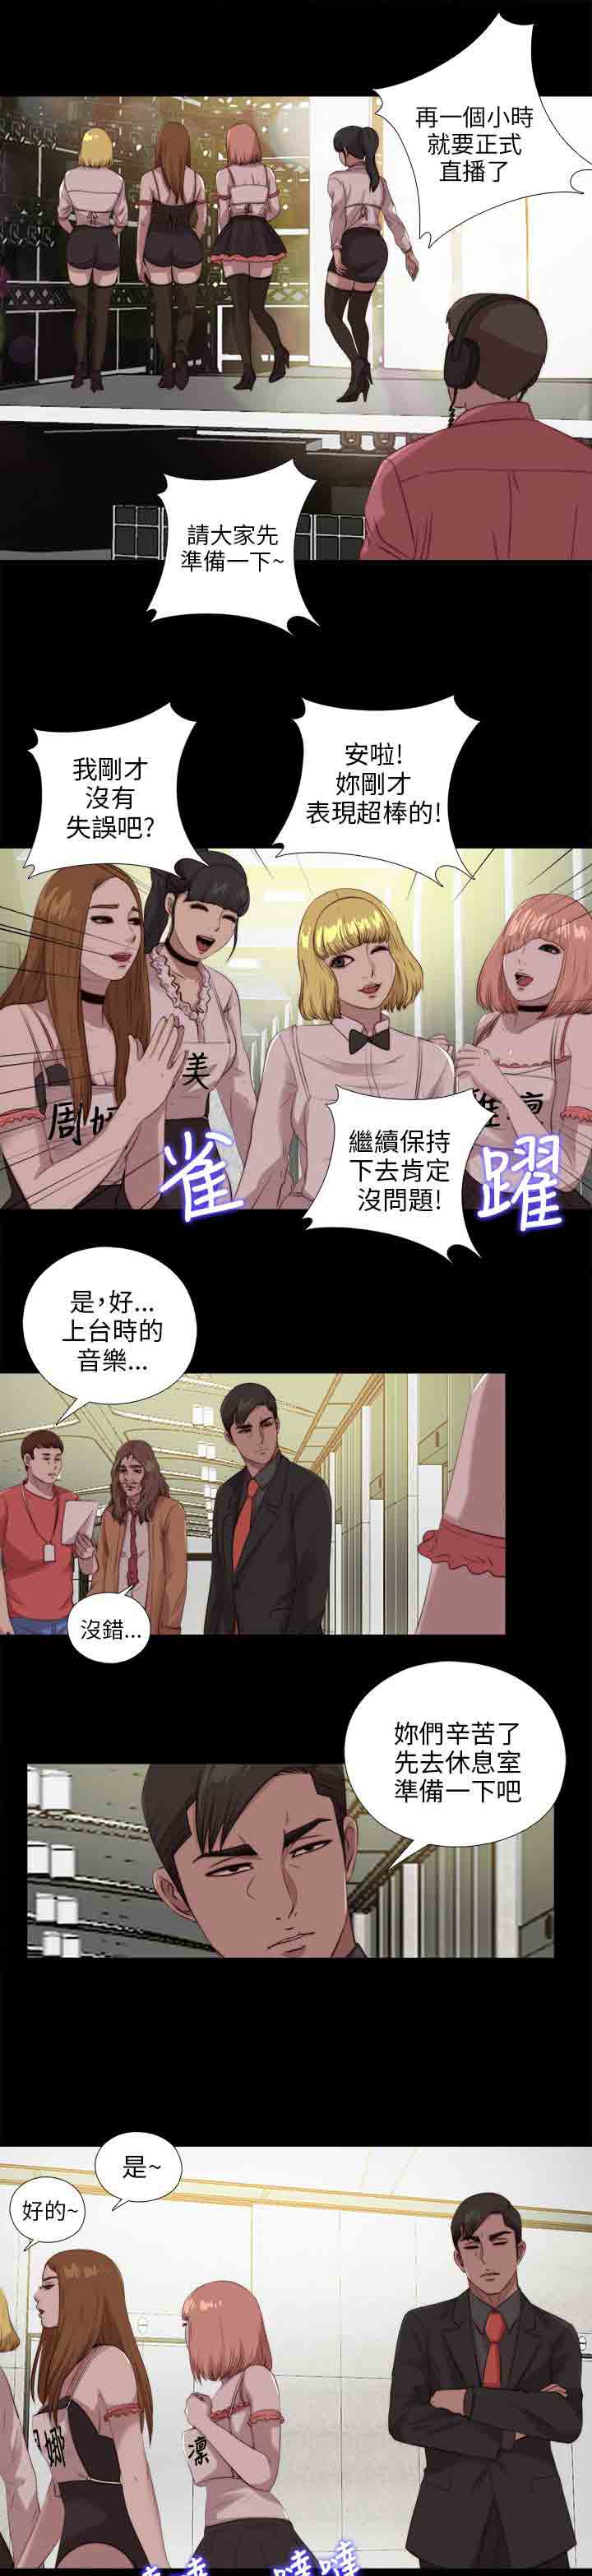 再一個小時
就要正式
直播了
請大家先
準備一下~
我剛才
沒有
失誤吧?
安啦!
妳剛才
表現超棒的!
美
周
繼續保持
下去肯定
沒問題!
雀
躍
是,好...
上台時的
音樂...
沒錯...
妳們辛苦了
先去休息室
準備一下吧
是~
好的~
娜
凜
噠
噠